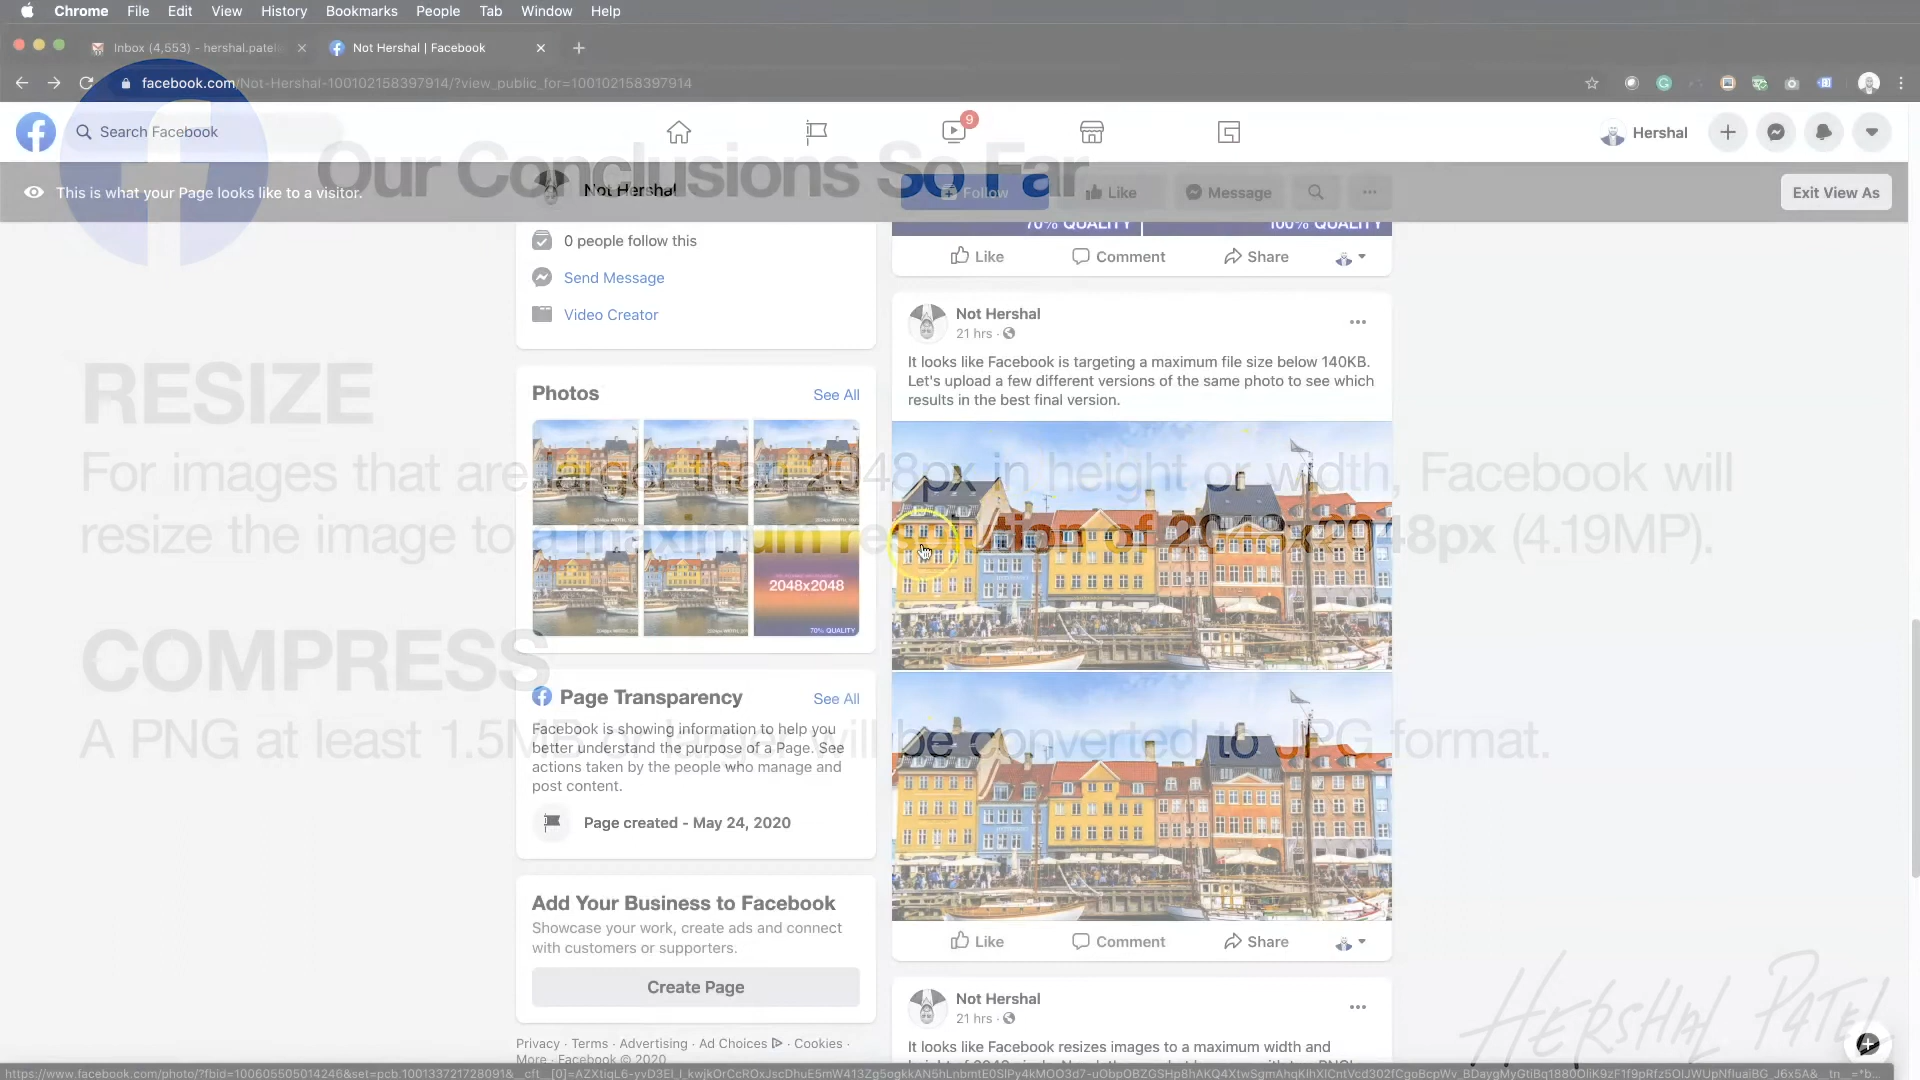 Chrome File Edit View History Bookmarks People Tab Window Help
Inbox (4,553) - hershal.patel
Not Hershal | Facebook
facebook.com/Not-Hershal-100102158397914/?view_public_for=100102158397914
Search Facebook
9
Hershal
Our Conclusions So Far
This is what your Page looks like to a visitor.
Not Hershal
Follow
Like
Message
Exit View As
70% QUALITY
100% QUALITY
0 people follow this
Send Message
Video Creator
Like
Comment
Share
Not Hershal
21 hrs ·
It looks like Facebook is targeting a maximum file size below 140KB.
Let's upload a few different versions of the same photo to see which
results in the best final version.
RESIZE
For images that are larger than 2048px in height or width, Facebook will
resize the image to a maximum resolution of 2048 x 2048px (4.19MP).
Photos
See All
2048x2048
70% QUALITY
COMPRESS
A PNG at least 1.5MB or larger will be converted to JPG format.
Page Transparency
See All
Facebook is showing information to help you
better understand the purpose of a Page. See
actions taken by the people who manage and
post content.
Page created - May 24, 2020
Add Your Business to Facebook
Showcase your work, create ads and connect
with customers or supporters.
Create Page
Like
Comment
Share
Not Hershal
21 hrs ·
It looks like Facebook resizes images to a maximum width and
Privacy · Terms · Advertising · Ad Choices · Cookies ·
More · Facebook © 2020
HERSHAL PATEL